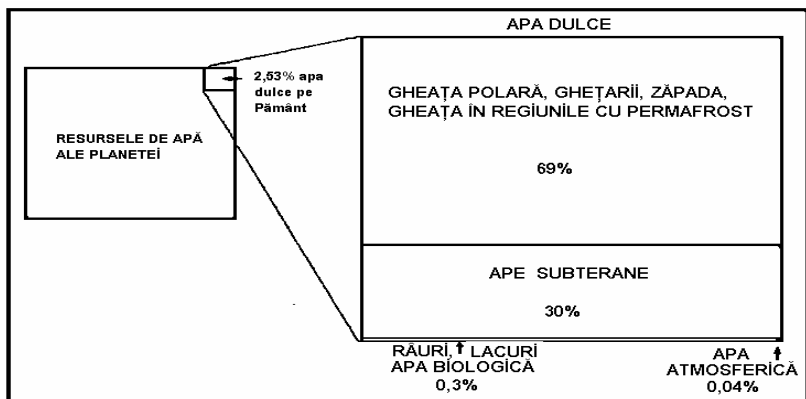 APA DULCE
2,53% apa
dulce pe
Pământ
RESURSELE DE APĂ
ALE PLANETEI
GHEAȚA POLARĂ, GHEȚARII, ZĂPADA,
GHEAȚA ÎN REGIUNILE CU PERMAFROST
69%
APE SUBTERANE
30%
RÂURI, LACURI
APA BIOLOGICĂ
0,3%
APA
ATMOSFERICĂ
0,04%